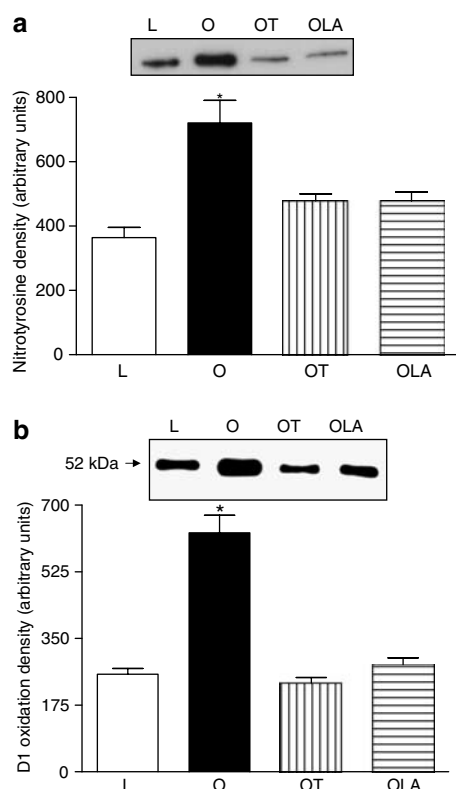 a
L O OT OLA
Nitrotyrosine density (arbitrary units)
800
600
400
200
0
*
L O OT OLA
b
L O OT OLA
52 kDa →
D1 oxidation density (arbitrary units)
700
525
350
175
0
*
L O OT OLA